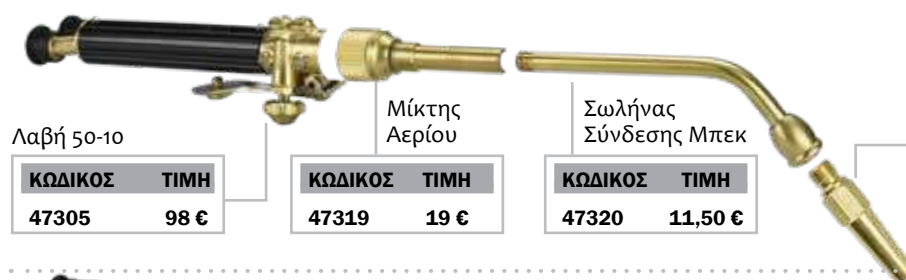 Λαβή 50-10
ΚΩΔΙΚΟΣ ΤΙΜΗ
47305 98 €
Μίκτης
Αερίου
ΚΩΔΙΚΟΣ ΤΙΜΗ
47319 19 €
Σωλήνας
Σύνδεσης Μπεκ
ΚΩΔΙΚΟΣ ΤΙΜΗ
47320 11,50 €